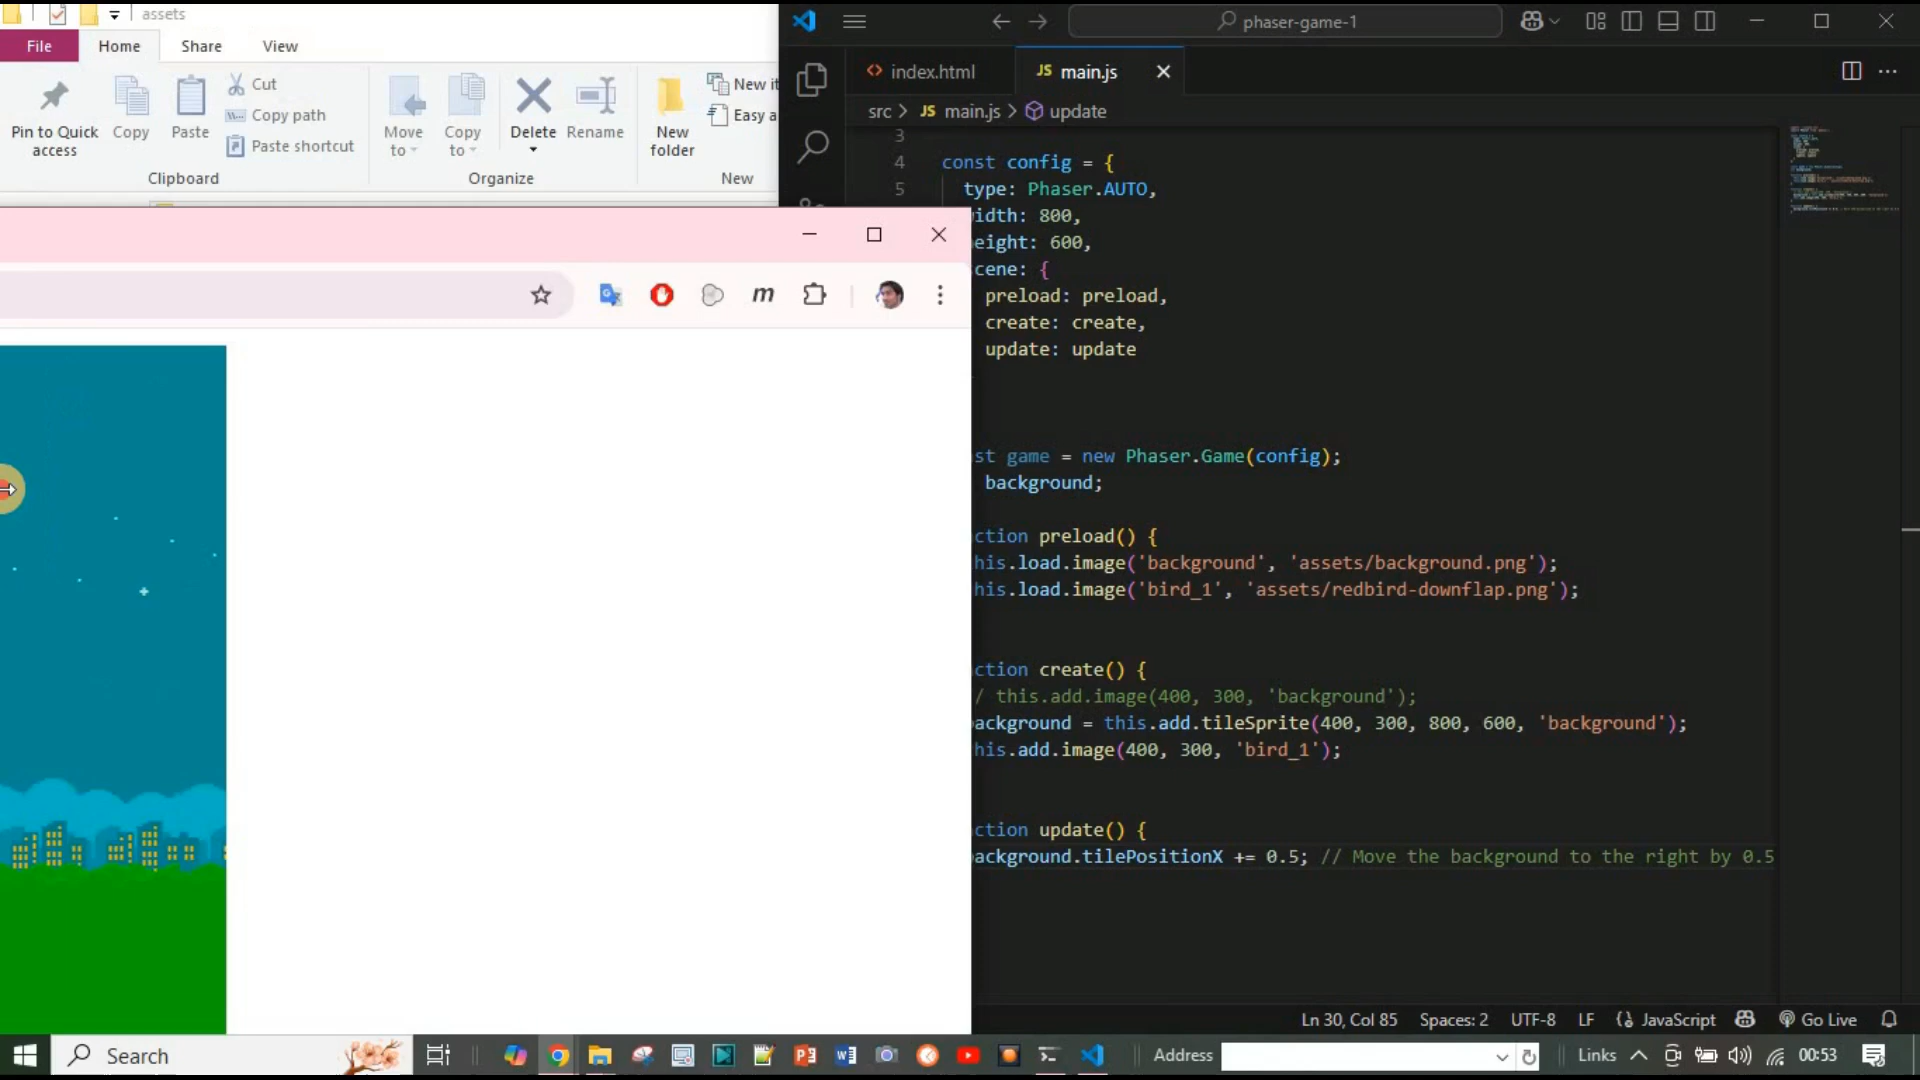 assets
File Home Share View
Pin to Quick access
Copy
Paste
Cut
Copy path
Paste shortcut
Clipboard
Move to
Copy to
Delete
Rename
Organize
New folder
New it
Easy a
New
phaser-game-1
index.html
JS main.js
src > JS main.js > update
3
4 const config = {
5 type: Phaser.AUTO,
idth: 800,
eight: 600,
cene: {
preload: preload,
create: create,
update: update
st game = new Phaser.Game(config);
background;
ction preload() {
his.load.image('background', 'assets/background.png');
his.load.image('bird_1', 'assets/redbird-downflap.png');
ction create() {
/ this.add.image(400, 300, 'background');
ackground = this.add.tileSprite(400, 300, 800, 600, 'background');
his.add.image(400, 300, 'bird_1');
ction update() {
ackground.tilePositionX += 0.5; // Move the background to the right by 0.5
Ln 30, Col 85 Spaces: 2 UTF-8 LF JavaScript Go Live
Search
Address
Links
00:53